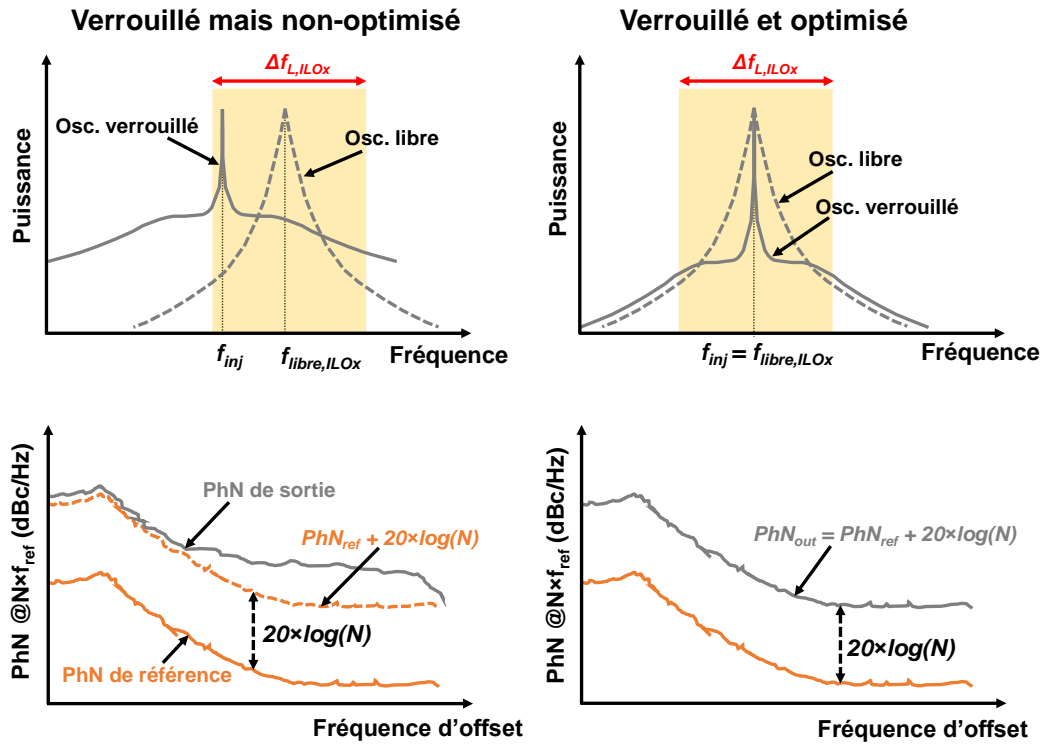 Verrouillé mais non-optimisé
Δf_L,ILOx
Puissance
Osc. verrouillé
Osc. libre
f_inj
f_libre,ILOx
Fréquence
Verrouillé et optimisé
Δf_L,ILOx
Puissance
Osc. libre
Osc. verrouillé
f_inj = f_libre,ILOx
Fréquence
PhN @N×f_ref (dBc/Hz)
PhN de sortie
PhN_ref + 20×log(N)
20×log(N)
PhN de référence
Fréquence d’offset
PhN @N×f_ref (dBc/Hz)
PhN_out = PhN_ref + 20×log(N)
20×log(N)
Fréquence d’offset